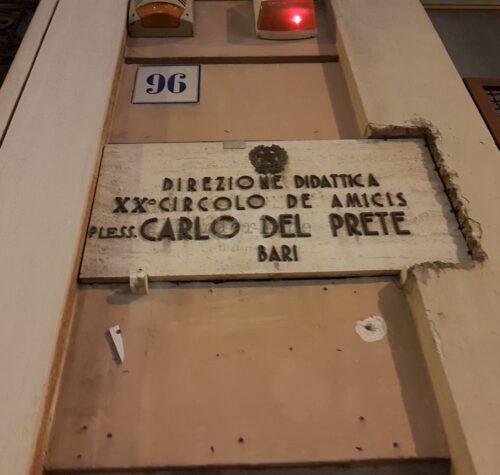 96
DIREZIONE DIDATTICA
XX° CIRCOLO DE AMICIS
PLESS. CARLO DEL PRETE
BARI